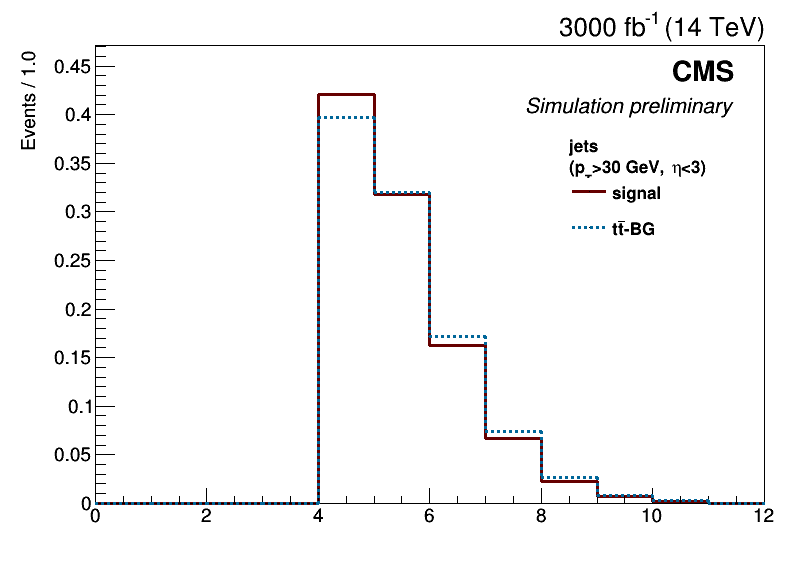 3000 fb⁻¹ (14 TeV)
CMS
Simulation preliminary
Events / 1.0
jets
(p_T>30 GeV, η<3)
signal
tt̄-BG
0.45
0.4
0.35
0.3
0.25
0.2
0.15
0.1
0.05
0
0 2 4 6 8 10 12